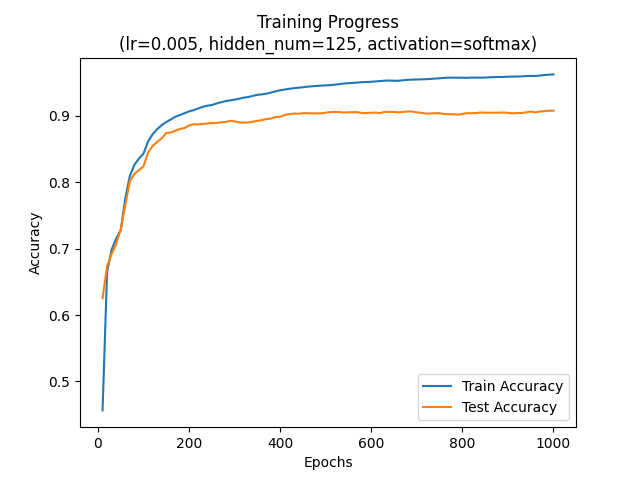 Training Progress
(lr=0.005, hidden_num=125, activation=softmax)
Accuracy
0.9
0.8
0.7
0.6
0.5
0
200
400
600
800
1000
Epochs
Train Accuracy
Test Accuracy